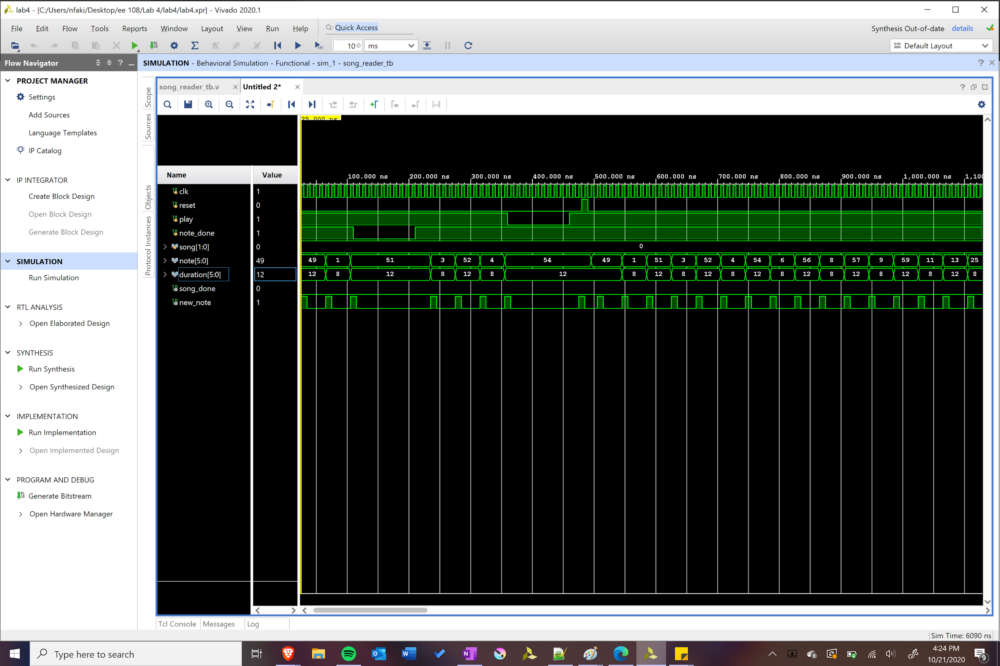 lab4 - [C:/Users/nfaki/Desktop/ee 108/Lab 4/lab4/lab4.xpr] - Vivado 2020.1
File Edit Flow Tools Reports Window Layout View Run Help Quick Access
Synthesis Out-of-date details
10 ms
Default Layout
Flow Navigator
SIMULATION - Behavioral Simulation - Functional - sim_1 - song_reader_tb
PROJECT MANAGER
Settings
Add Sources
Language Templates
IP Catalog
IP INTEGRATOR
Create Block Design
Open Block Design
Generate Block Design
SIMULATION
Run Simulation
RTL ANALYSIS
Open Elaborated Design
SYNTHESIS
Run Synthesis
Open Synthesized Design
IMPLEMENTATION
Run Implementation
Open Implemented Design
PROGRAM AND DEBUG
Generate Bitstream
Open Hardware Manager
Scope
Sources
Objects
Protocol Instances
song_reader_tb.v
Untitled 2*
25.000 ns
Name Value
100.000 ns 200.000 ns 300.000 ns 400.000 ns 500.000 ns 600.000 ns 700.000 ns 800.000 ns 900.000 ns 1,000.000 ns 1,100
clk 1
reset 0
play 1
note_done 1
song[1:0] 0 0
note[5:0] 49 49 1 51 3 52 4 54 49 1 51 3 52 4 54 6 56 8 57 9 59 11 13 25
duration[5:0] 12 12 8 12 8 12 8 12 8 12 8 12 8 12 8 12 8 12 8 12 8 12 8
song_done 0
new_note 1
Tcl Console Messages Log
Sim Time: 6090 ns
Type here to search
4:24 PM
10/21/2020
9